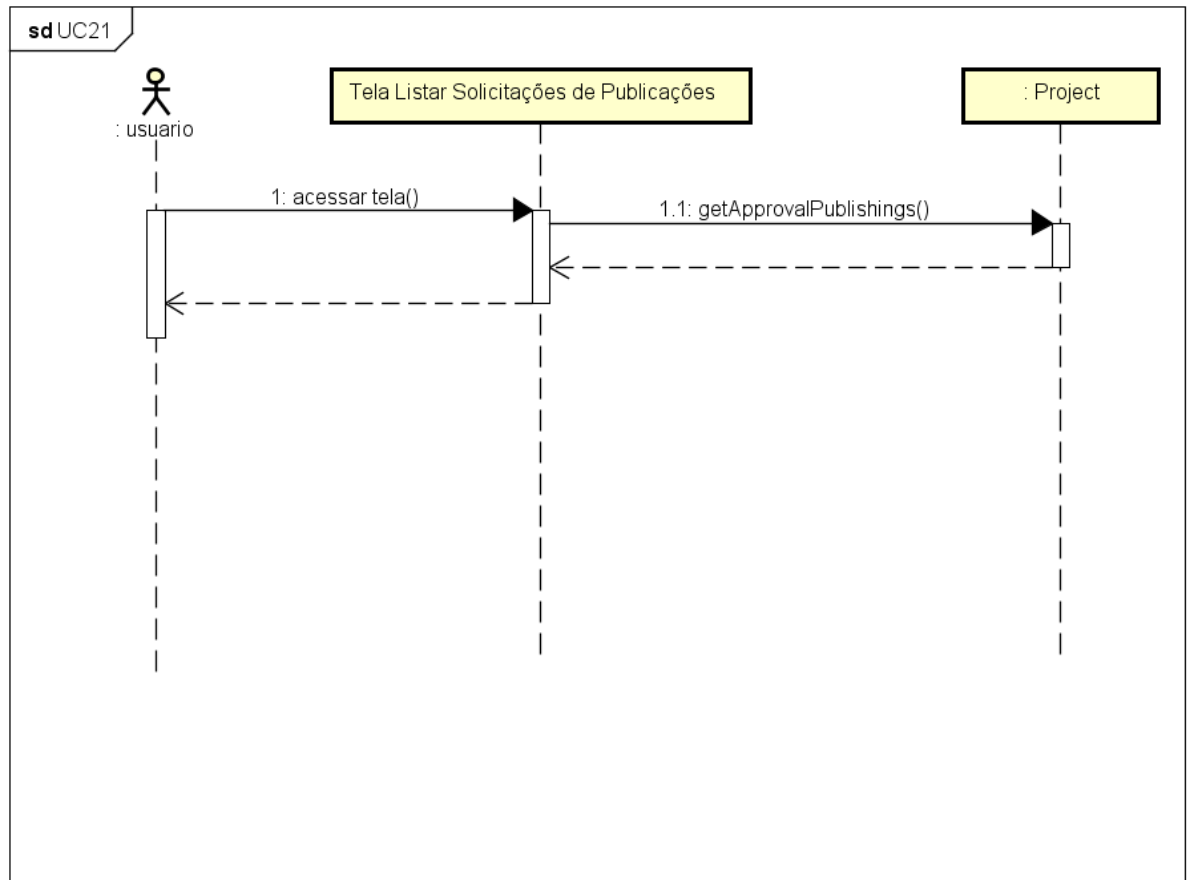 sd UC21
: usuario
Tela Listar Solicitações de Publicações
: Project
1: acessar tela()
1.1: getApprovalPublishings()